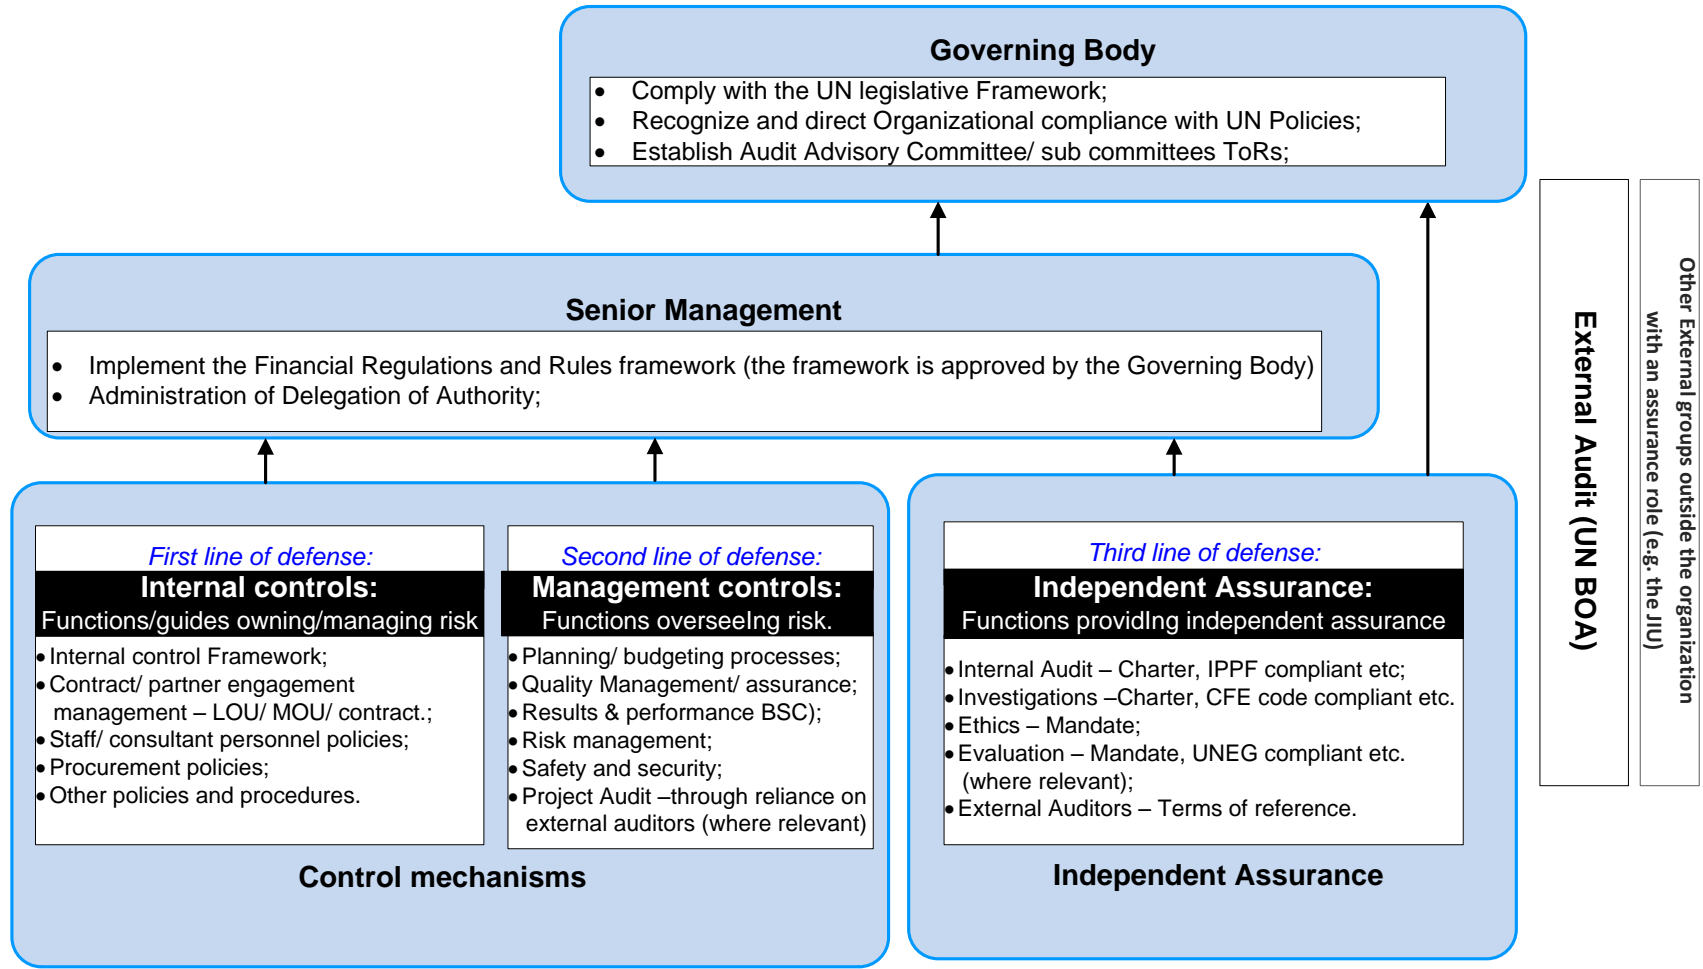 Governing Body
• Comply with the UN legislative Framework;
• Recognize and direct Organizational compliance with UN Policies;
• Establish Audit Advisory Committee/ sub committees ToRs;
Senior Management
• Implement the Financial Regulations and Rules framework (the framework is approved by the Governing Body)
• Administration of Delegation of Authority;
First line of defense:
Internal controls:
Functions/guides owning/managing risk
• Internal control Framework;
• Contract/ partner engagement
management – LOU/ MOU/ contract.;
• Staff/ consultant personnel policies;
• Procurement policies;
• Other policies and procedures.
Second line of defense:
Management controls:
Functions overseeIng risk.
• Planning/ budgeting processes;
• Quality Management/ assurance;
• Results & performance BSC);
• Risk management;
• Safety and security;
• Project Audit –through reliance on
external auditors (where relevant)
Control mechanisms
Third line of defense:
Independent Assurance:
Functions providIng independent assurance
• Internal Audit – Charter, IPPF compliant etc;
• Investigations –Charter, CFE code compliant etc.
• Ethics – Mandate;
• Evaluation – Mandate, UNEG compliant etc.
(where relevant);
• External Auditors – Terms of reference.
Independent Assurance
External Audit (UN BOA)
Other External groups outside the organization
with an assurance role (e.g. the JIU)